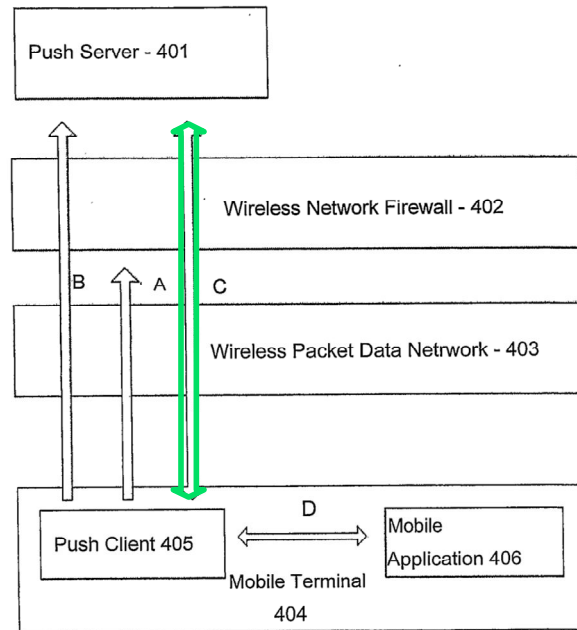 Push Server - 401
Wireless Network Firewall - 402
B
A
C
Wireless Packet Data Netrwork - 403
D
Push Client 405
Mobile
Application 406
Mobile Terminal
404